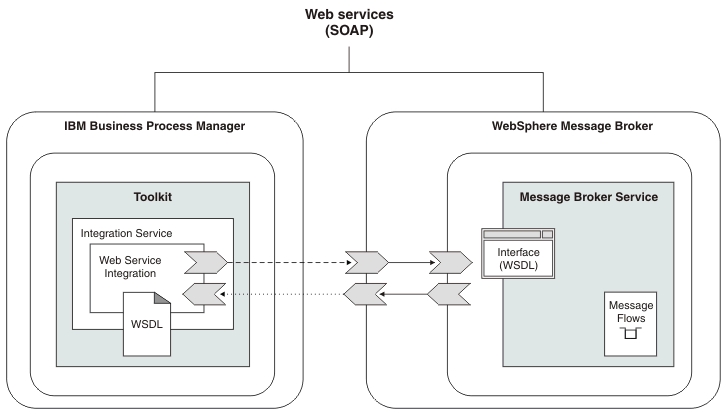 Web services
(SOAP)
IBM Business Process Manager
WebSphere Message Broker
Toolkit
Message Broker Service
Integration Service
Web Service
Integration
WSDL
Interface
(WSDL)
Message
Flows